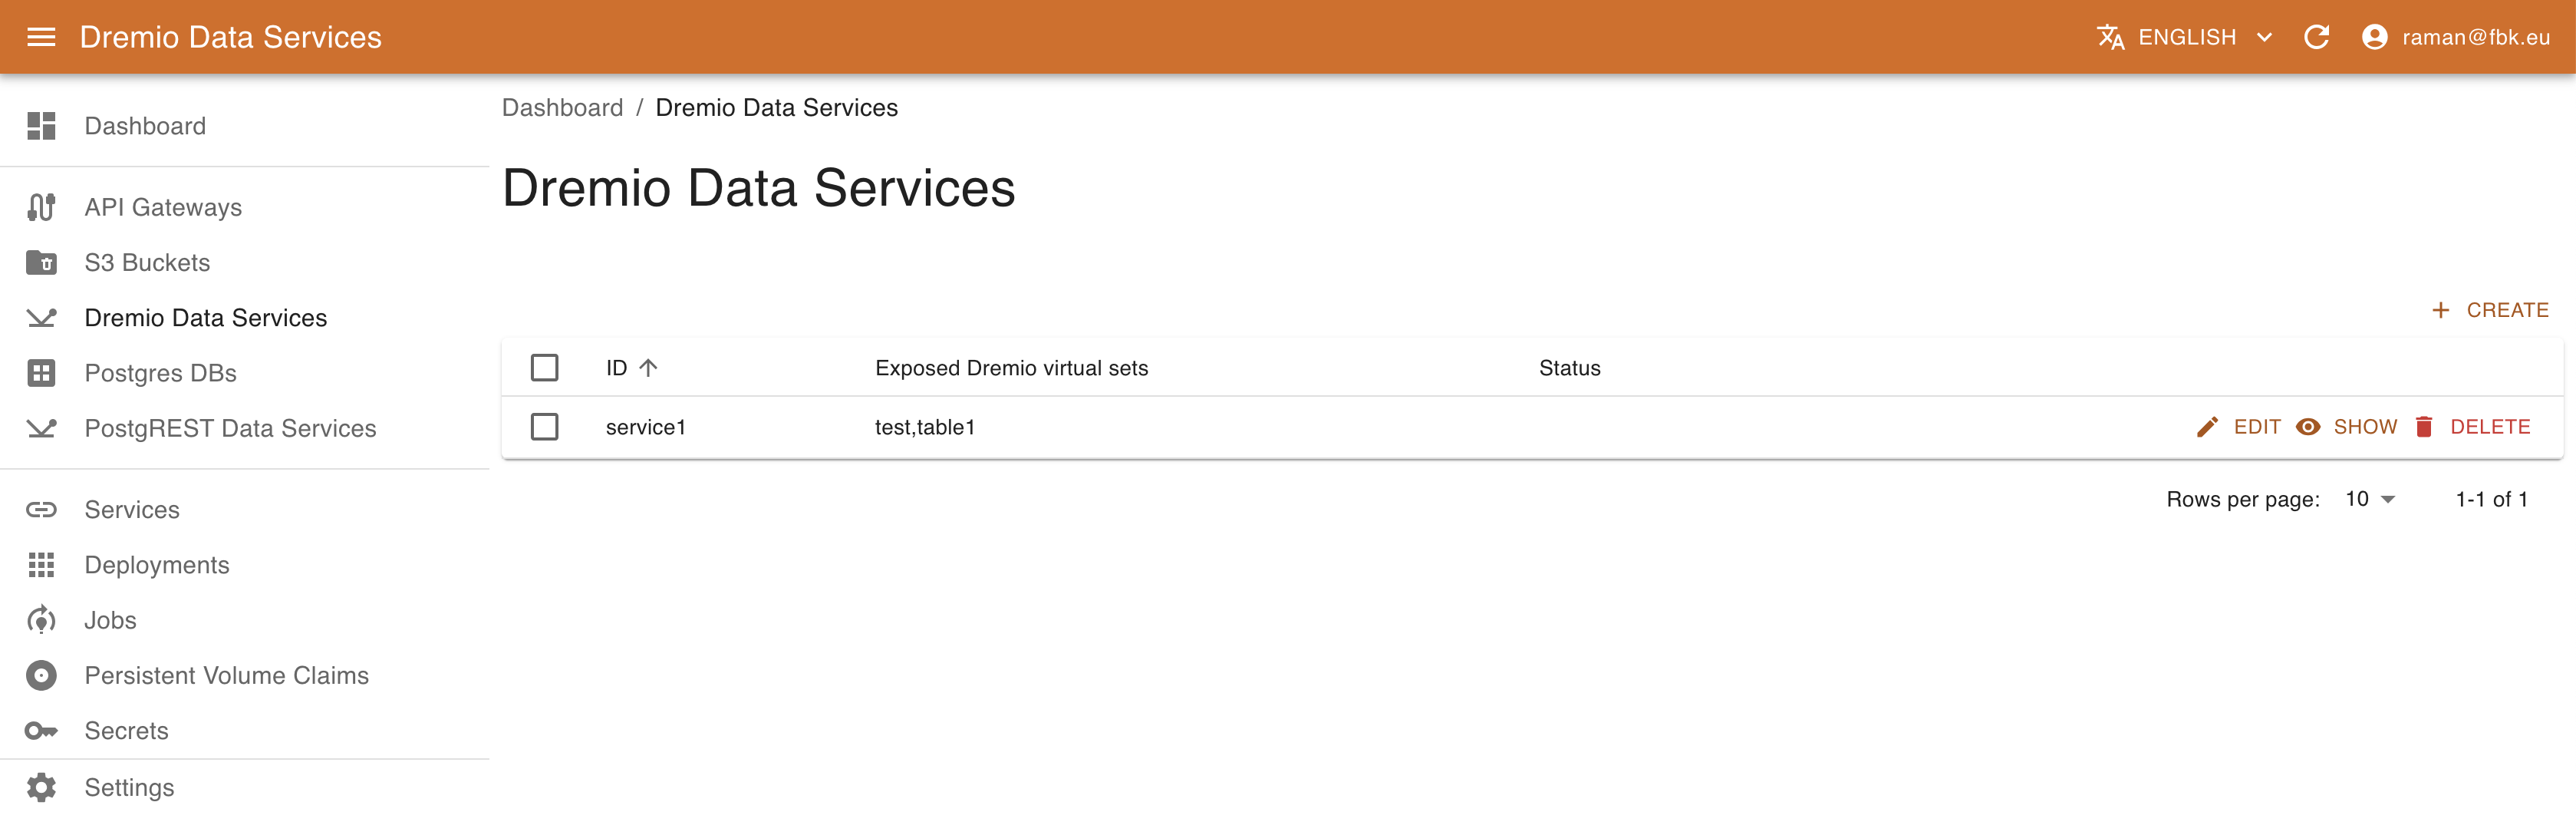 Dremio Data Services
ENGLISH
raman@fbk.eu
Dashboard
API Gateways
S3 Buckets
Dremio Data Services
Postgres DBs
PostgREST Data Services
Services
Deployments
Jobs
Persistent Volume Claims
Secrets
Settings
Dashboard / Dremio Data Services
Dremio Data Services
CREATE
ID Exposed Dremio virtual sets Status
service1 test,table1 EDIT SHOW DELETE
Rows per page: 10 1-1 of 1